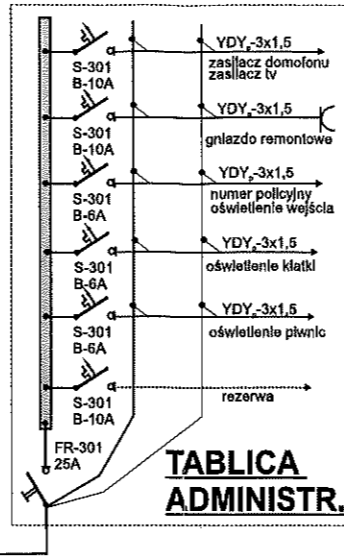 YDYp-3x1,5
zasilacz domofonu
zasilacz tv
S-301
B-10A
YDYp-3x1,5
gniazdo remontowe
S-301
B-10A
YDYp-3x1,5
numer policyjny
oświetlenie wejścia
S-301
B-6A
YDYp-3x1,5
oświetlenie klatki
S-301
B-6A
YDYp-3x1,5
oświetlenie piwnic
S-301
B-6A
rezerwa
S-301
B-10A
FR-301
25A
TABLICA
ADMINISTR.